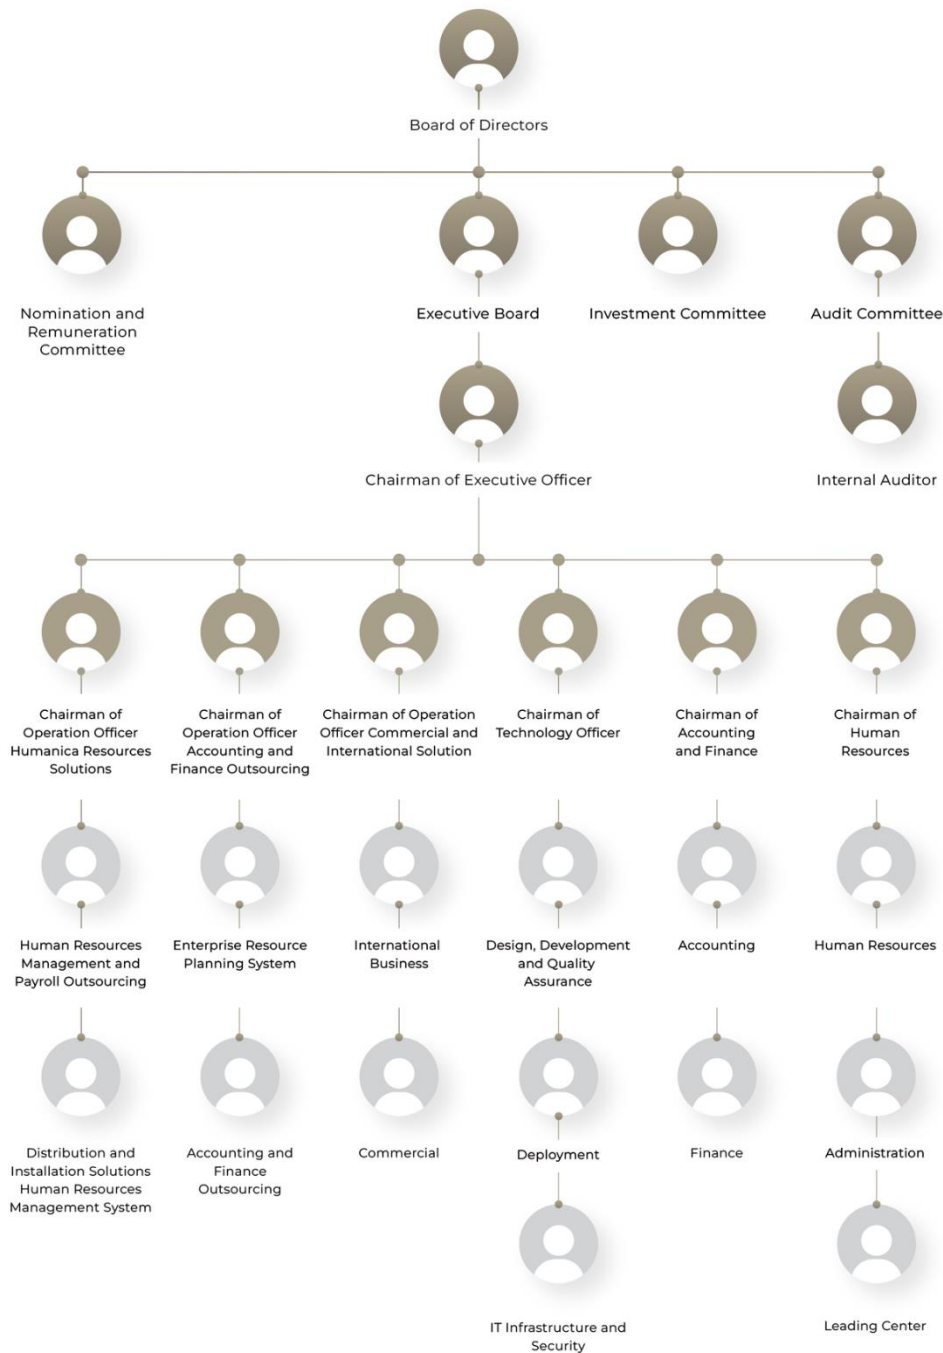 Board of Directors
Nomination and
Remuneration
Committee
Executive Board
Investment Committee
Audit Committee
Chairman of Executive Officer
Internal Auditor
Chairman of
Operation Officer
Humanica Resources
Solutions
Chairman of
Operation Officer
Accounting and
Finance Outsourcing
Chairman of Operation
Officer Commercial and
International Solution
Chairman of
Technology Officer
Chairman of
Accounting
and Finance
Chairman of
Human
Resources
Human Resources
Management and
Payroll Outsourcing
Enterprise Resource
Planning System
International
Business
Design, Development
and Quality
Assurance
Accounting
Human Resources
Distribution and
Installation Solutions
Human Resources
Management System
Accounting and
Finance
Outsourcing
Commercial
Deployment
Finance
Administration
IT Infrastructure and
Security
Leading Center